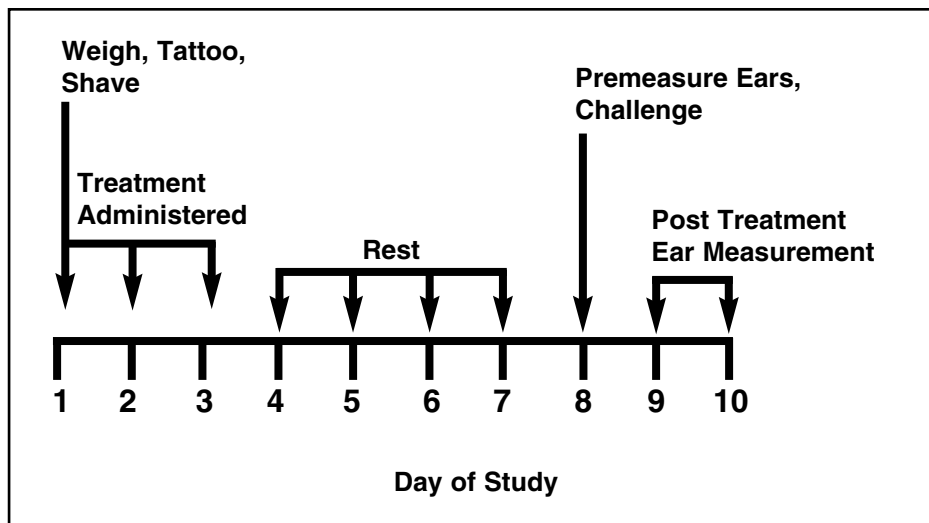 Weigh, Tattoo,
Shave
Premeasure Ears,
Challenge
Treatment
Administered
Post Treatment
Ear Measurement
Rest
1 2 3 4 5 6 7 8 9 10
Day of Study